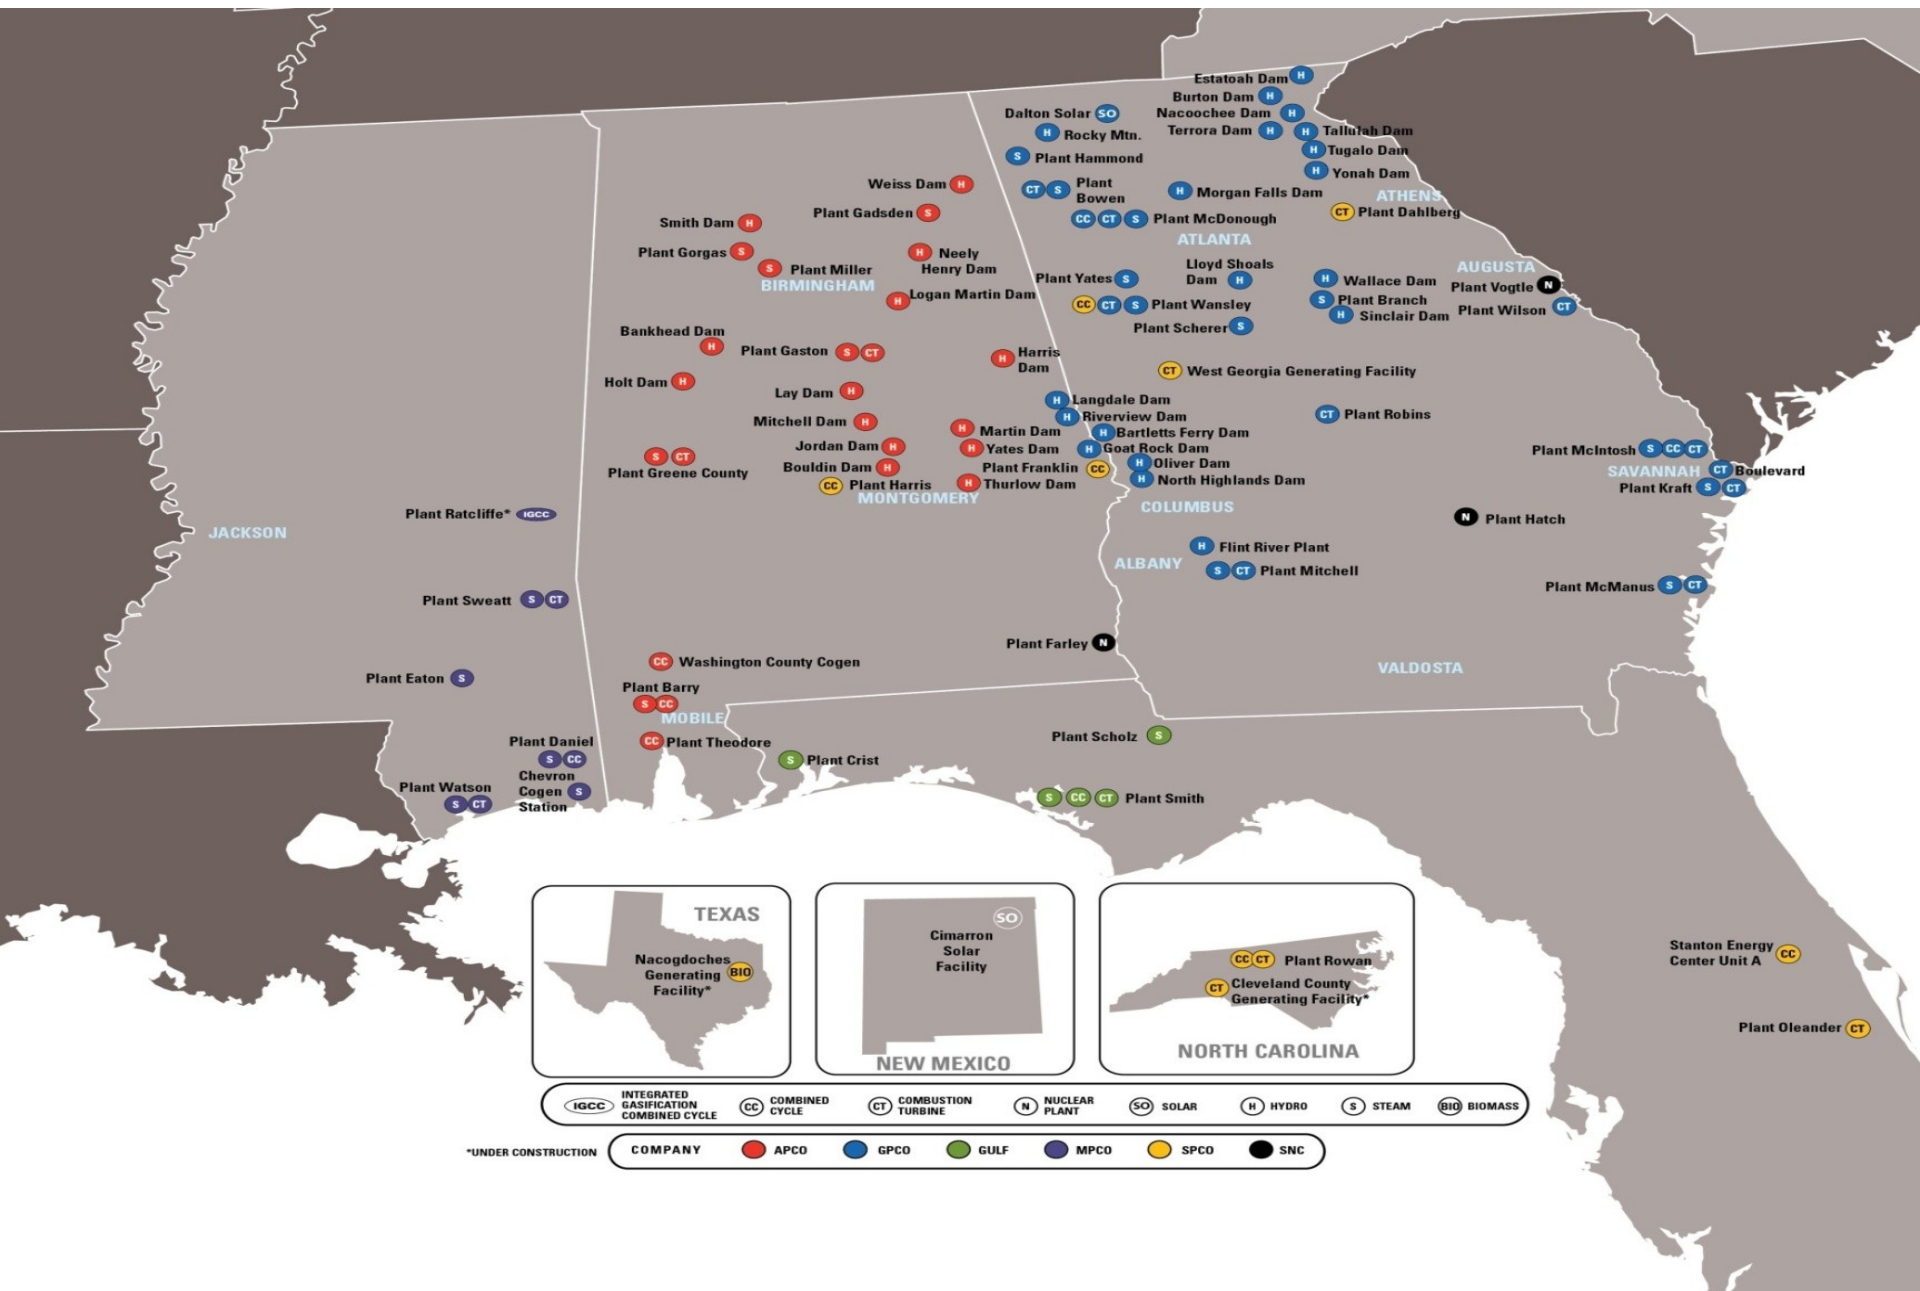 Estatoah Dam H
Burton Dam H
Dalton Solar SO
Nacoochee Dam H
H Rocky Mtn.
Terrora Dam H
H Tallulah Dam
H Tugalo Dam
S Plant Hammond
H Yonah Dam
Weiss Dam H
CT S Plant
Bowen
H Morgan Falls Dam
ATHENS
CT Plant Dahlberg
Plant Gadsden S
CC CT S Plant McDonough
Smith Dam H
ATLANTA
Plant Gorgas S
H Neely
Henry Dam
S Plant Miller
BIRMINGHAM
Lloyd Shoals
Dam H
Plant Yates S
H Wallace Dam
AUGUSTA
Plant Vogtle N
H Logan Martin Dam
CC CT S Plant Wansley
S Plant Branch
H Sinclair Dam
Plant Wilson CT
Plant Scherer S
Bankhead Dam
H
Plant Gaston S CT
H Harris
Dam
CT West Georgia Generating Facility
Holt Dam H
Lay Dam H
H Langdale Dam
H Riverview Dam
CT Plant Robins
Mitchell Dam H
H Martin Dam
H Bartletts Ferry Dam
Jordan Dam H
H Yates Dam
H Goat Rock Dam
Plant McIntosh S CC CT
S CT
Plant Greene County
Bouldin Dam H
Plant Franklin CC
H Oliver Dam
SAVANNAH
CT Boulevard
CC Plant Harris
H Thurlow Dam
H North Highlands Dam
Plant Kraft S CT
MONTGOMERY
COLUMBUS
Plant Ratcliffe* IGCC
N Plant Hatch
JACKSON
H Flint River Plant
ALBANY
S CT Plant Mitchell
Plant McManus S CT
Plant Sweatt S CT
Plant Farley N
CC Washington County Cogen
VALDOSTA
Plant Eaton S
Plant Barry
S CC
MOBILE
Plant Daniel
S CC
CC Plant Theodore
Plant Scholz S
S Plant Crist
Chevron
Cogen S
Station
Plant Watson
S CT
S CC CT Plant Smith
TEXAS
Nacogdoches
Generating BIO
Facility*
SO
Cimarron
Solar
Facility
NEW MEXICO
CC CT Plant Rowan
CT Cleveland County
Generating Facility*
NORTH CAROLINA
Stanton Energy
Center Unit A CC
Plant Oleander CT
IGCC INTEGRATED
GASIFICATION
COMBINED CYCLE
CC COMBINED
CYCLE
CT COMBUSTION
TURBINE
N NUCLEAR
PLANT
SO SOLAR
H HYDRO
S STEAM
BIO BIOMASS
*UNDER CONSTRUCTION
COMPANY APCO GPCO GULF MPCO SPCO SNC